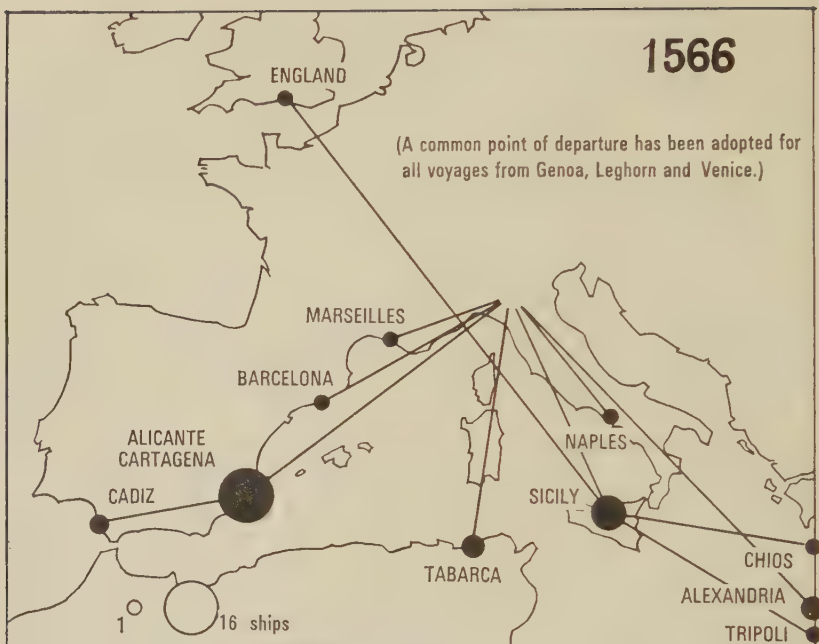 1566
ENGLAND
(A common point of departure has been adopted for
all voyages from Genoa, Leghorn and Venice.)
MARSEILLES
BARCELONA
ALICANTE
CARTAGENA
CADIZ
NAPLES
SICILY
TABARCA
CHIOS
ALEXANDRIA
TRIPOLI
1
16 ships